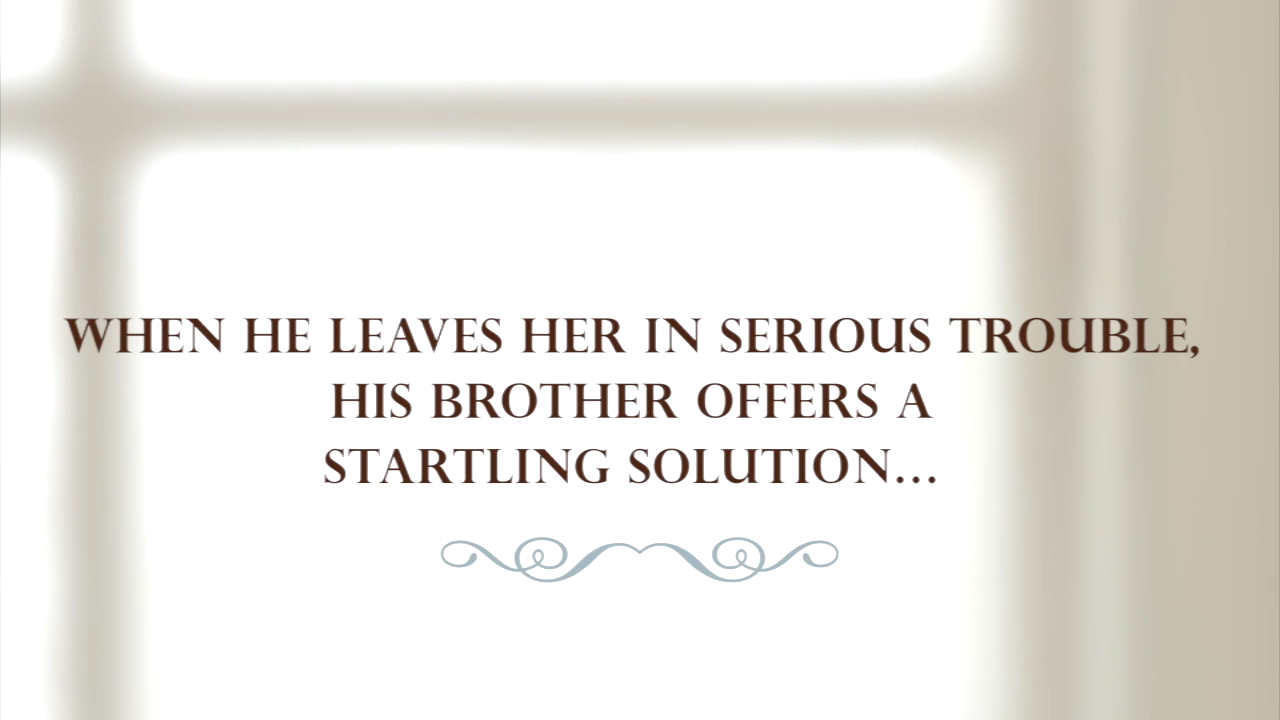 WHEN HE LEAVES HER IN SERIOUS TROUBLE,
HIS BROTHER OFFERS A
STARTLING SOLUTION...